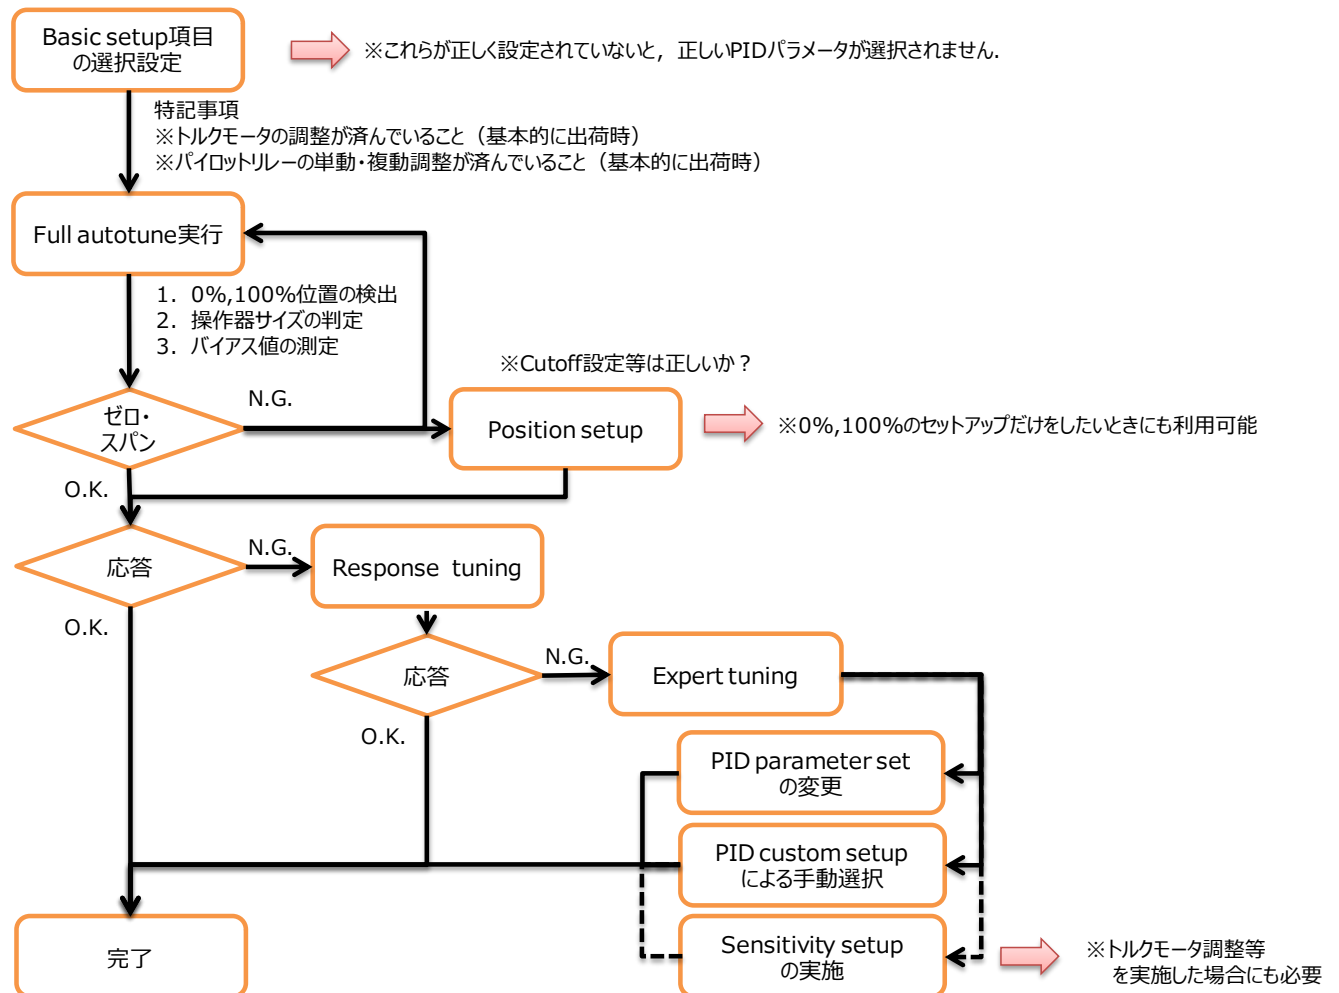 Basic setup項目
の選択設定
※これらが正しく設定されていないと，正しいPIDパラメータが選択されません.
特記事項
※トルクモータの調整が済んでいること（基本的に出荷時）
※パイロットリレーの単動・複動調整が済んでいること（基本的に出荷時）
Full autotune実行
1. 0%,100%位置の検出
2. 操作器サイズの判定
3. バイアス値の測定
※Cutoff設定等は正しいか？
ゼロ・
スパン
N.G.
Position setup
※0%,100%のセットアップだけをしたいときにも利用可能
O.K.
応答
N.G.
Response tuning
O.K.
応答
N.G.
Expert tuning
O.K.
PID parameter set
の変更
PID custom setup
による手動選択
完了
Sensitivity setup
の実施
※トルクモータ調整等
を実施した場合にも必要